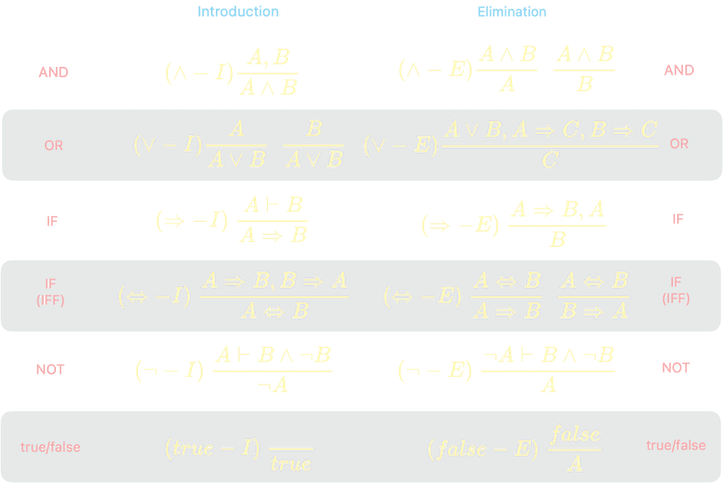 Introduction Elimination
AND (∧ − I) A, B / A ∧ B (∧ − E) A ∧ B / A A ∧ B / B AND
OR (∨ − I) A / A ∨ B B / A ∨ B (∨ − E) A ∨ B, A ⇒ C, B ⇒ C / C OR
IF (⇒ −I) A ⊢ B / A ⇒ B (⇒ −E) A ⇒ B, A / B IF
IF (IFF) (⇔ −I) A ⇒ B, B ⇒ A / A ⇔ B (⇔ −E) A ⇔ B / A ⇒ B A ⇔ B / B ⇒ A IF (IFF)
NOT (¬ − I) A ⊢ B ∧ ¬B / ¬A (¬ − E) ¬A ⊢ B ∧ ¬B / A NOT
true/false (true − I) / true (false − E) false / A true/false